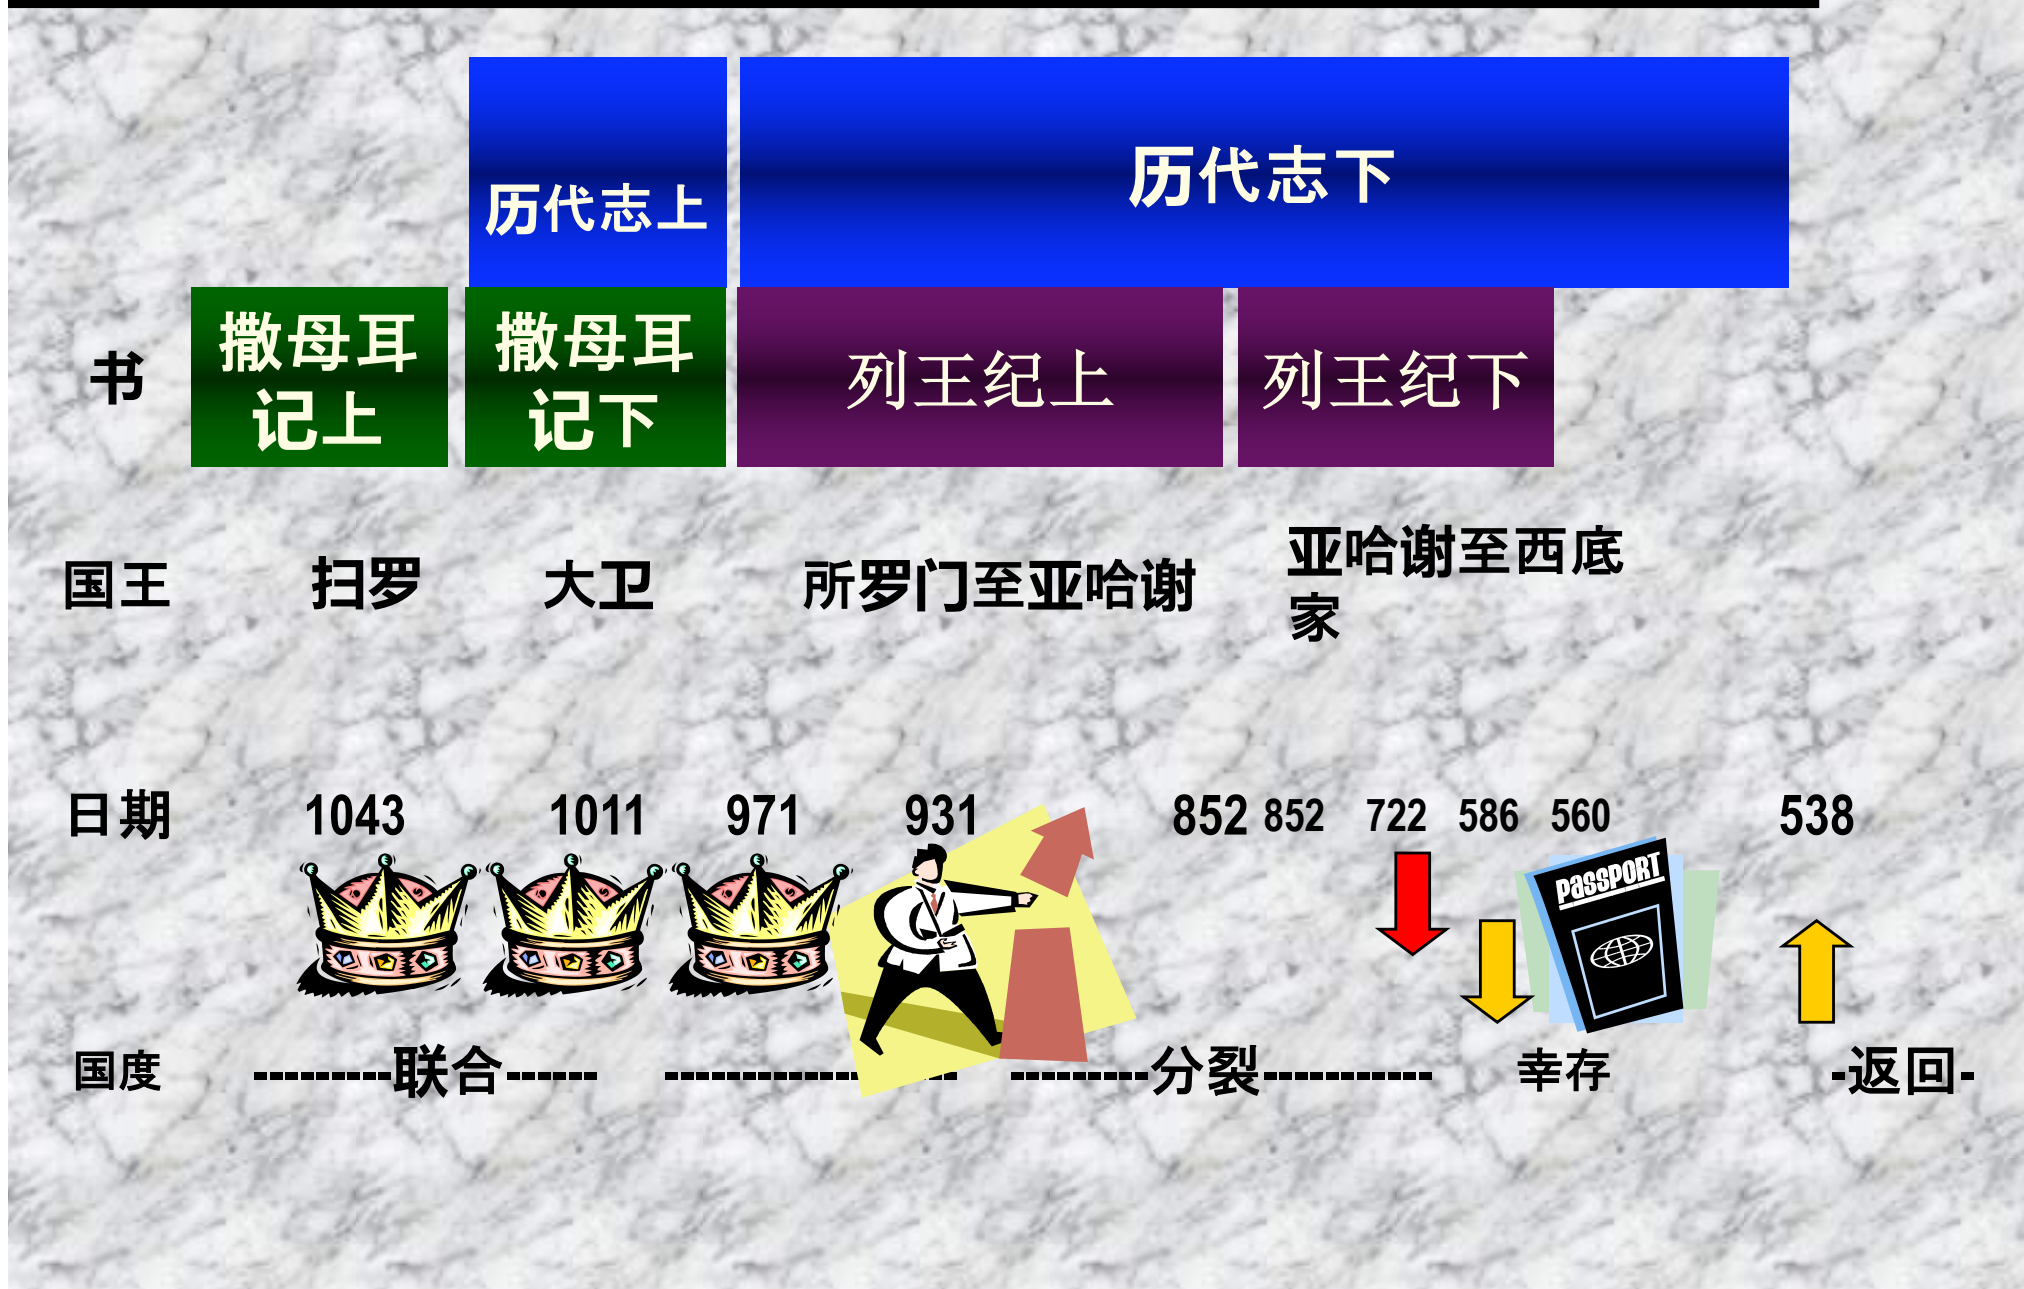 历代志上
历代志下
书
撒母耳
记上
撒母耳
记下
列王纪上
列王纪下
国王
扫罗
大卫
所罗门至亚哈谢
亚哈谢至西底
家
日期
1043
1011
971
931
852
852
722
586
560
538
PASSPORT
国度
---------联合------
-------------------
---------分裂-----------
幸存
-返回-